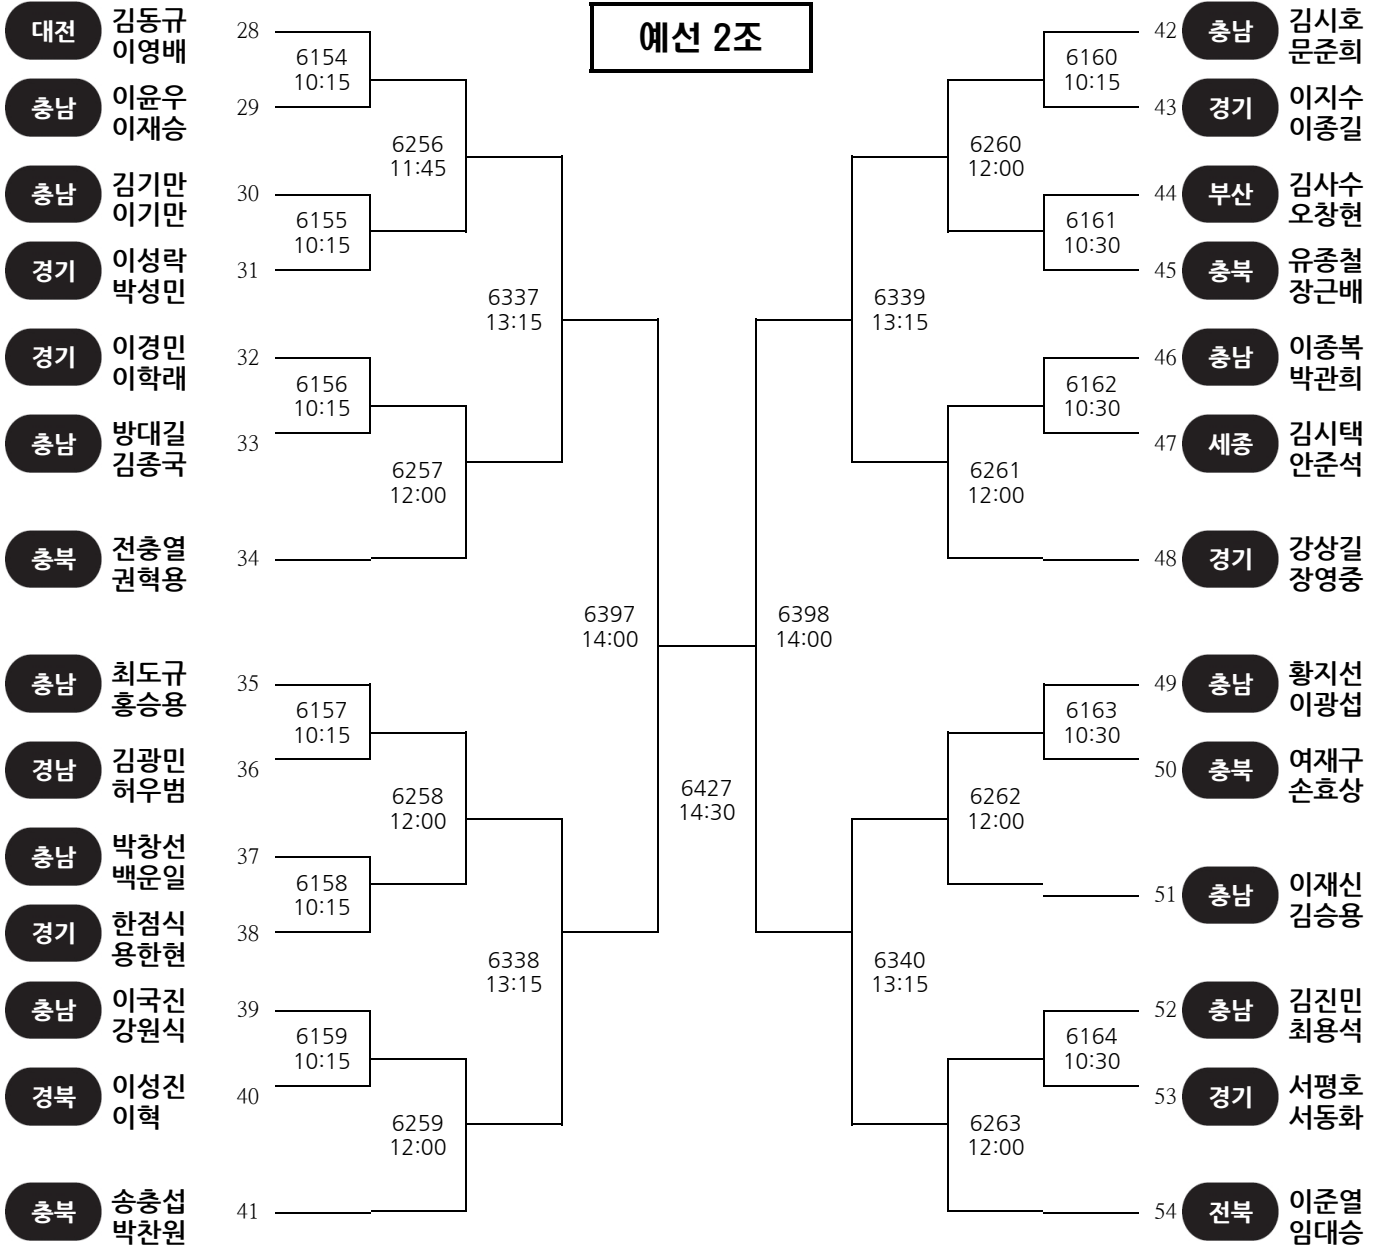 예선 2조
대전 김동규 28
이영배
6154
10:15
충남 이윤우 29
이재승
6256
11:45
충남 김기만 30
이기만
6155
10:15
경기 이성락 31
박성민
6337
13:15
경기 이경민 32
이학래
6156
10:15
충남 방대길 33
김종국
6257
12:00
충북 전충열 34
권혁용
6397
14:00
충남 최도규 35
홍승용
6157
10:15
경남 김광민 36
허우범
6258
12:00
충남 박창선 37
백운일
6158
10:15
경기 한점식 38
용한현
6338
13:15
충남 이국진 39
강원식
6159
10:15
경북 이성진 40
이혁
6259
12:00
충북 송충섭 41
박찬원
6427
14:30
42 충남 김시호
문준희
6160
10:15
43 경기 이지수
이종길
6260
12:00
44 부산 김사수
오창현
6161
10:30
45 충북 유종철
장근배
6339
13:15
46 충남 이종복
박관희
6162
10:30
47 세종 김시택
안준석
6261
12:00
48 경기 강상길
장영중
6398
14:00
49 충남 황지선
이광섭
6163
10:30
50 충북 여재구
손효상
6262
12:00
51 충남 이재신
김승용
6340
13:15
52 충남 김진민
최용석
6164
10:30
53 경기 서평호
서동화
6263
12:00
54 전북 이준열
임대승